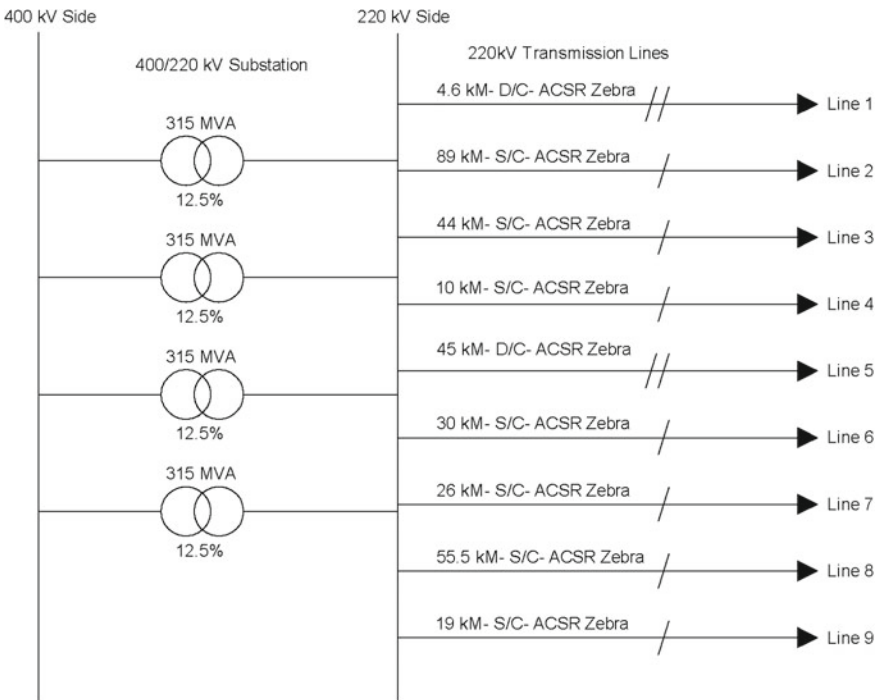 400 kV Side
220 kV Side
400/220 kV Substation
220kV Transmission Lines
315 MVA
12.5%
315 MVA
12.5%
315 MVA
12.5%
315 MVA
12.5%
4.6 kM- D/C- ACSR Zebra
Line 1
89 kM- S/C- ACSR Zebra
Line 2
44 kM- S/C- ACSR Zebra
Line 3
10 kM- S/C- ACSR Zebra
Line 4
45 kM- D/C- ACSR Zebra
Line 5
30 kM- S/C- ACSR Zebra
Line 6
26 kM- S/C- ACSR Zebra
Line 7
55.5 kM- S/C- ACSR Zebra
Line 8
19 kM- S/C- ACSR Zebra
Line 9